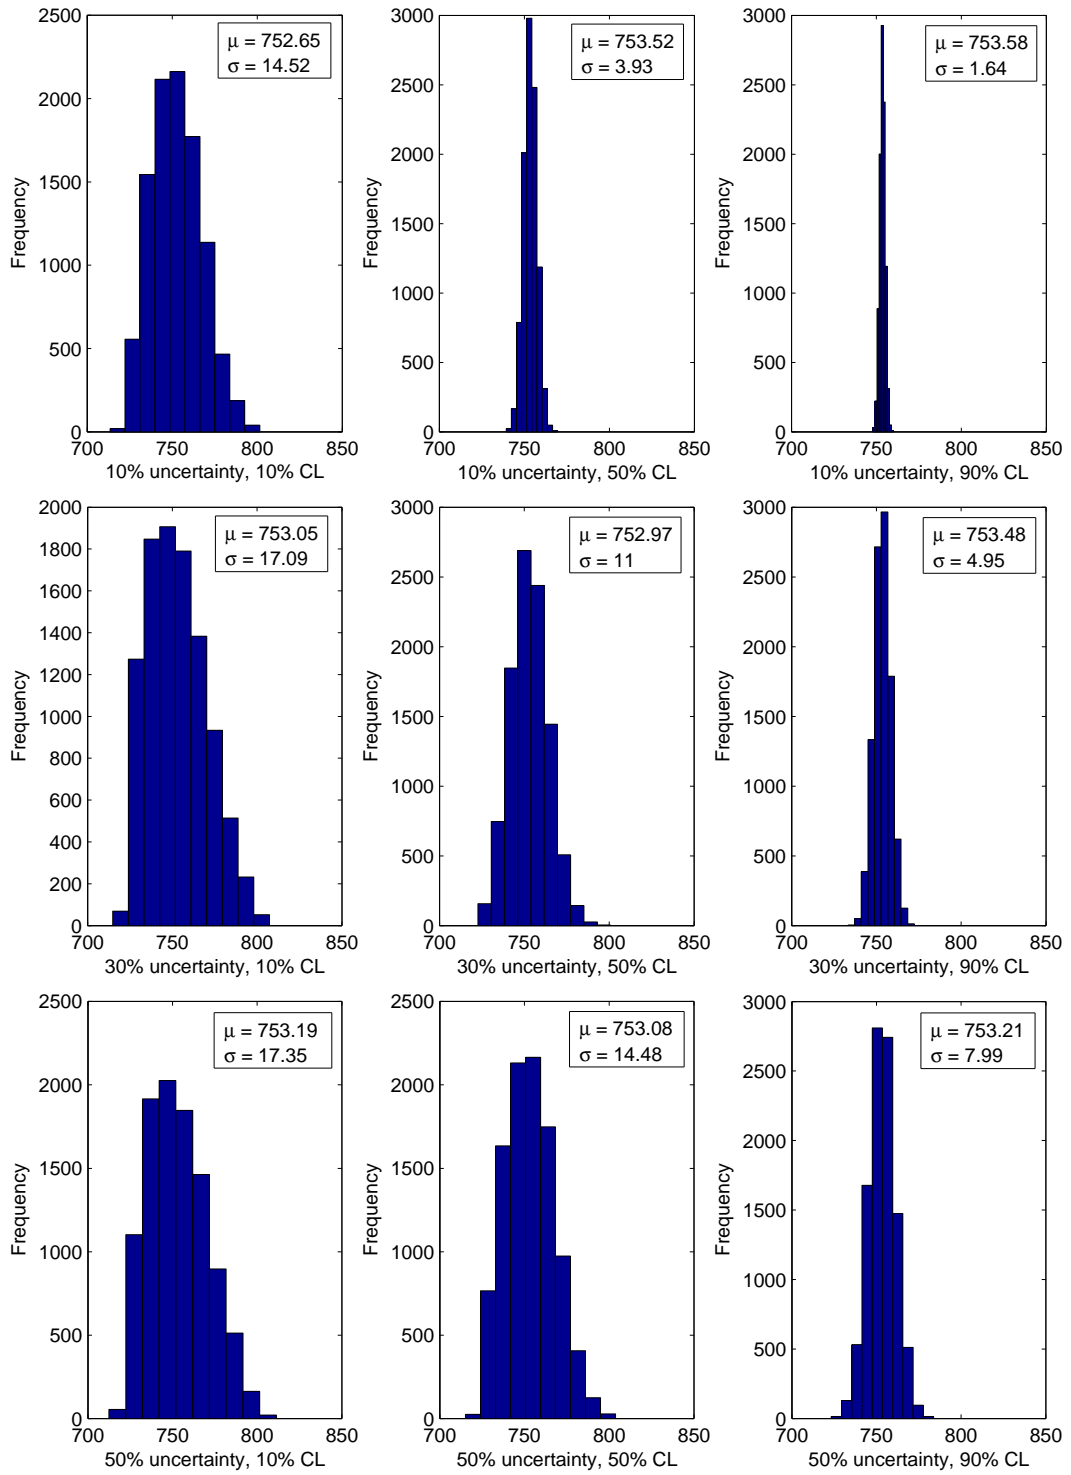 2500
2000
1500
1000
500
0
Frequency
μ = 752.65
σ = 14.52
700 750 800 850
10% uncertainty, 10% CL
3000
2500
2000
1500
1000
500
0
Frequency
μ = 753.52
σ = 3.93
700 750 800 850
10% uncertainty, 50% CL
3000
2500
2000
1500
1000
500
0
Frequency
μ = 753.58
σ = 1.64
700 750 800 850
10% uncertainty, 90% CL
2000
1800
1600
1400
1200
1000
800
600
400
200
0
Frequency
μ = 753.05
σ = 17.09
700 750 800 850
30% uncertainty, 10% CL
3000
2500
2000
1500
1000
500
0
Frequency
μ = 752.97
σ = 11
700 750 800 850
30% uncertainty, 50% CL
3000
2500
2000
1500
1000
500
0
Frequency
μ = 753.48
σ = 4.95
700 750 800 850
30% uncertainty, 90% CL
2500
2000
1500
1000
500
0
Frequency
μ = 753.19
σ = 17.35
700 750 800 850
50% uncertainty, 10% CL
2500
2000
1500
1000
500
0
Frequency
μ = 753.08
σ = 14.48
700 750 800 850
50% uncertainty, 50% CL
3000
2500
2000
1500
1000
500
0
Frequency
μ = 753.21
σ = 7.99
700 750 800 850
50% uncertainty, 90% CL